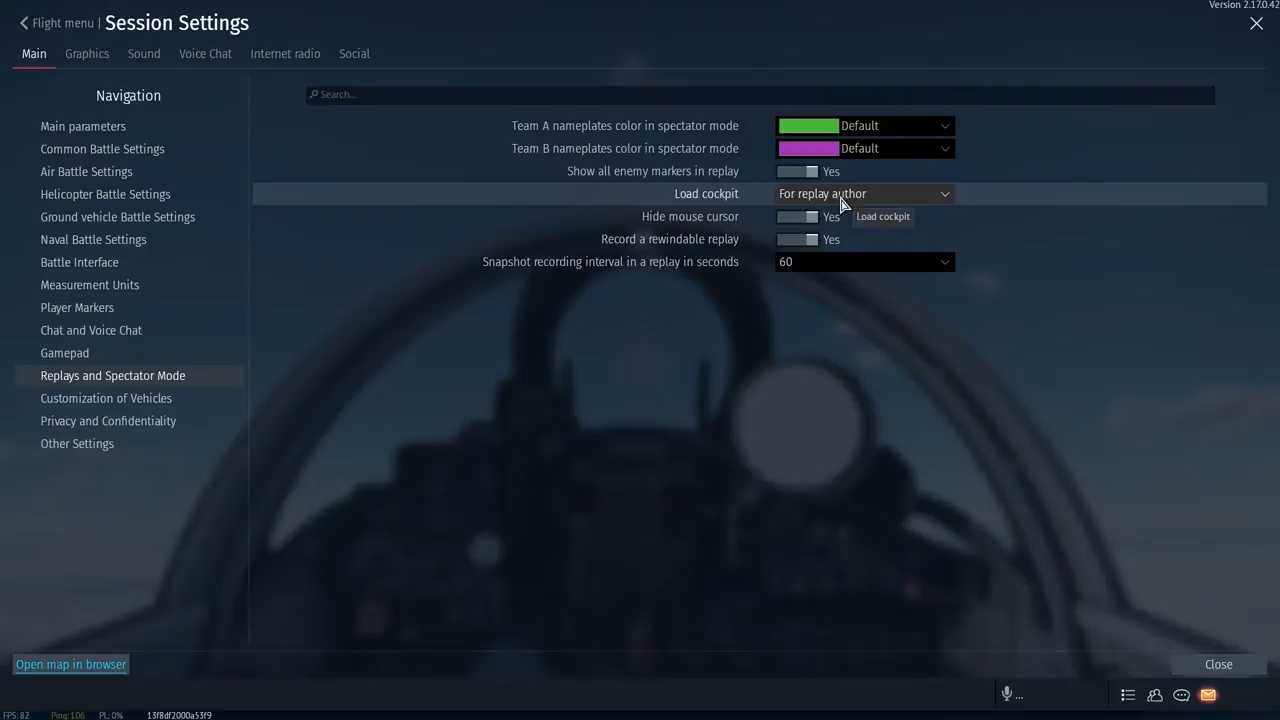 Version 2.17.0.42
Flight menu | Session Settings
Main Graphics Sound Voice Chat Internet radio Social
Navigation
Search...
Main parameters
Common Battle Settings
Air Battle Settings
Helicopter Battle Settings
Ground vehicle Battle Settings
Naval Battle Settings
Battle Interface
Measurement Units
Player Markers
Chat and Voice Chat
Gamepad
Replays and Spectator Mode
Customization of Vehicles
Privacy and Confidentiality
Other Settings
Team A nameplates color in spectator mode Default
Team B nameplates color in spectator mode Default
Show all enemy markers in replay Yes
Load cockpit For replay author
Hide mouse cursor Yes
Load cockpit
Record a rewindable replay Yes
Snapshot recording interval in a replay in seconds 60
Open map in browser
Close
...
FPS: 82 Ping: 106 PL: 0% 13f8df2000a53f9